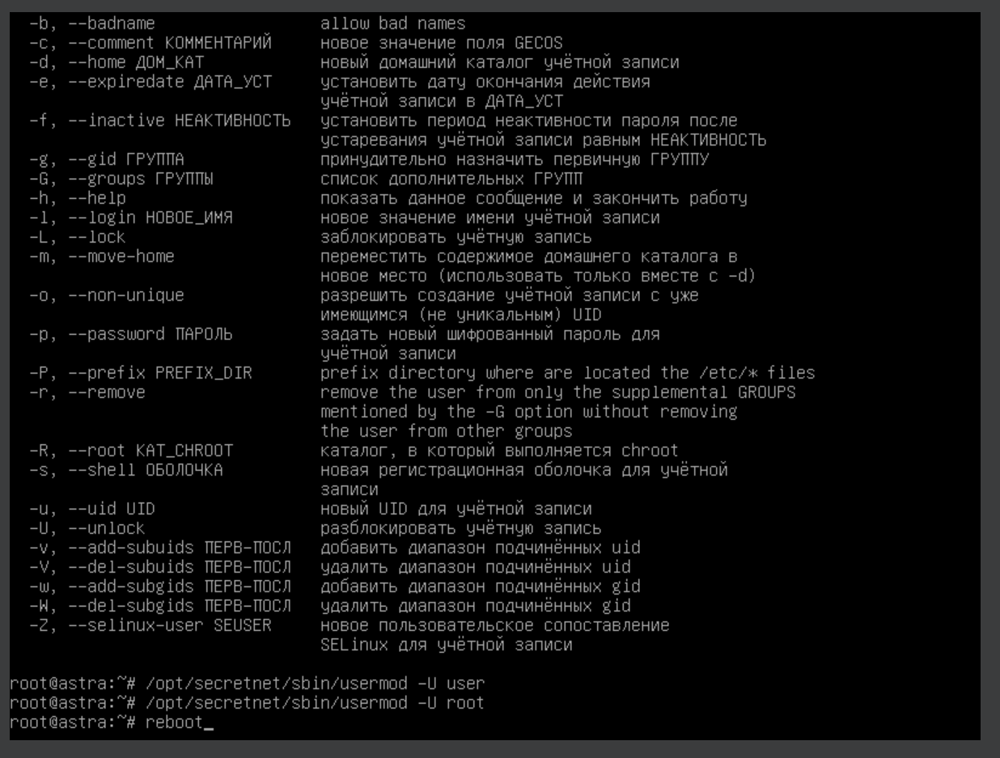 -b, --badname                 allow bad names
-c, --comment КОММЕНТАРИЙ     новое значение поля GECOS
-d, --home ДОМ_КАТ            новый домашний каталог учётной записи
-e, --expiredate ДАТА_УСТ     установить дату окончания действия
                              учётной записи в ДАТА_УСТ
-f, --inactive НЕАКТИВНОСТЬ   установить период неактивности пароля после
                              устаревания учётной записи равным НЕАКТИВНОСТЬ
-g, --gid ГРУППА              принудительно назначить первичную ГРУППУ
-G, --groups ГРУППЫ           список дополнительных ГРУПП
-h, --help                    показать данное сообщение и закончить работу
-l, --login НОВОЕ_ИМЯ         новое значение имени учётной записи
-L, --lock                    заблокировать учётную запись
-m, --move-home               переместить содержимое домашнего каталога в
                              новое место (использовать только вместе с -d)
-o, --non-unique              разрешить создание учётной записи с уже
                              имеющимся (не уникальным) UID
-p, --password ПАРОЛЬ         задать новый шифрованный пароль для
                              учётной записи
-P, --prefix PREFIX_DIR       prefix directory where are located the /etc/* files
-r, --remove                  remove the user from only the supplemental GROUPS
                              mentioned by the -G option without removing
                              the user from other groups
-R, --root KAT_CHROOT         каталог, в который выполняется chroot
-s, --shell ОБОЛОЧКА          новая регистрационная оболочка для учётной
                              записи
-u, --uid UID                 новый UID для учётной записи
-U, --unlock                  разблокировать учётную запись
-v, --add-subuids ПЕРВ-ПОСЛ   добавить диапазон подчинённых uid
-V, --del-subuids ПЕРВ-ПОСЛ   удалить диапазон подчинённых uid
-w, --add-subgids ПЕРВ-ПОСЛ   добавить диапазон подчинённых gid
-W, --del-subgids ПЕРВ-ПОСЛ   удалить диапазон подчинённых gid
-Z, --selinux-user SEUSER     новое пользовательское сопоставление
                              SELinux для учётной записи
root@astra:~# /opt/secretnet/sbin/usermod -U user
root@astra:~# /opt/secretnet/sbin/usermod -U root
root@astra:~# reboot_